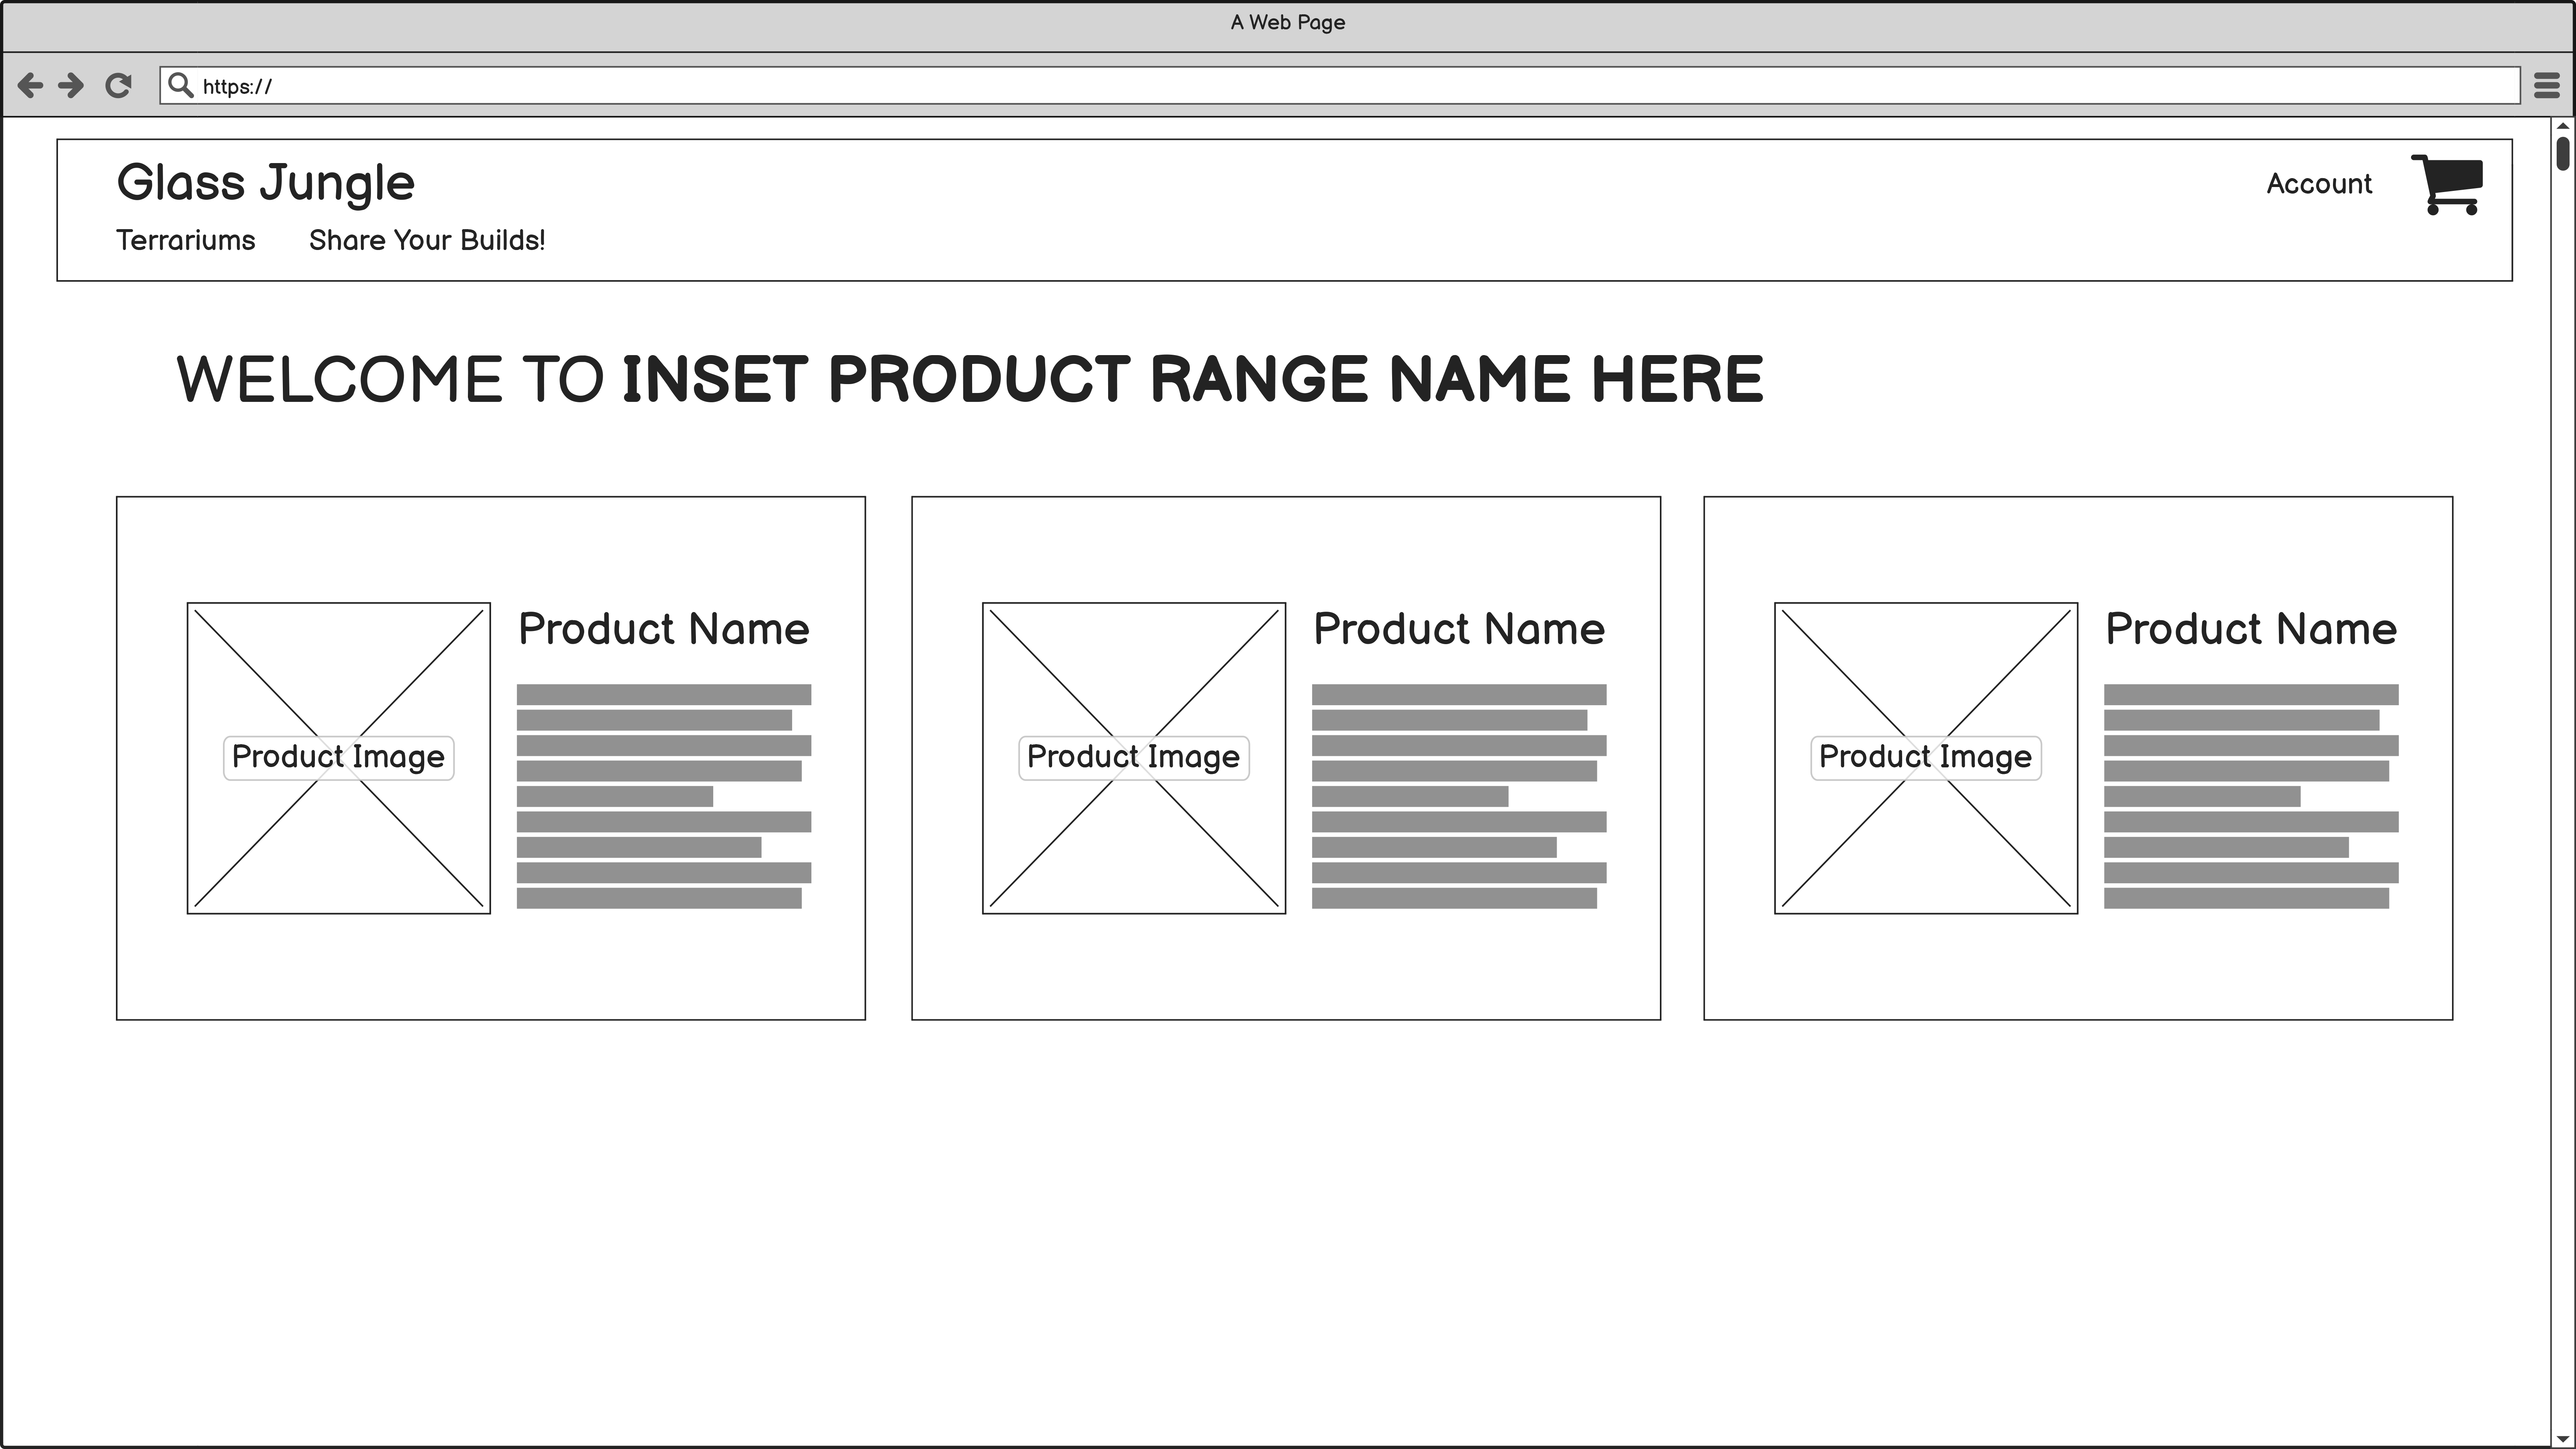 A Web Page
https://
Glass Jungle
Account
Terrariums Share Your Builds!
WELCOME TO INSET PRODUCT RANGE NAME HERE
Product Name
Product Image
Product Name
Product Image
Product Name
Product Image